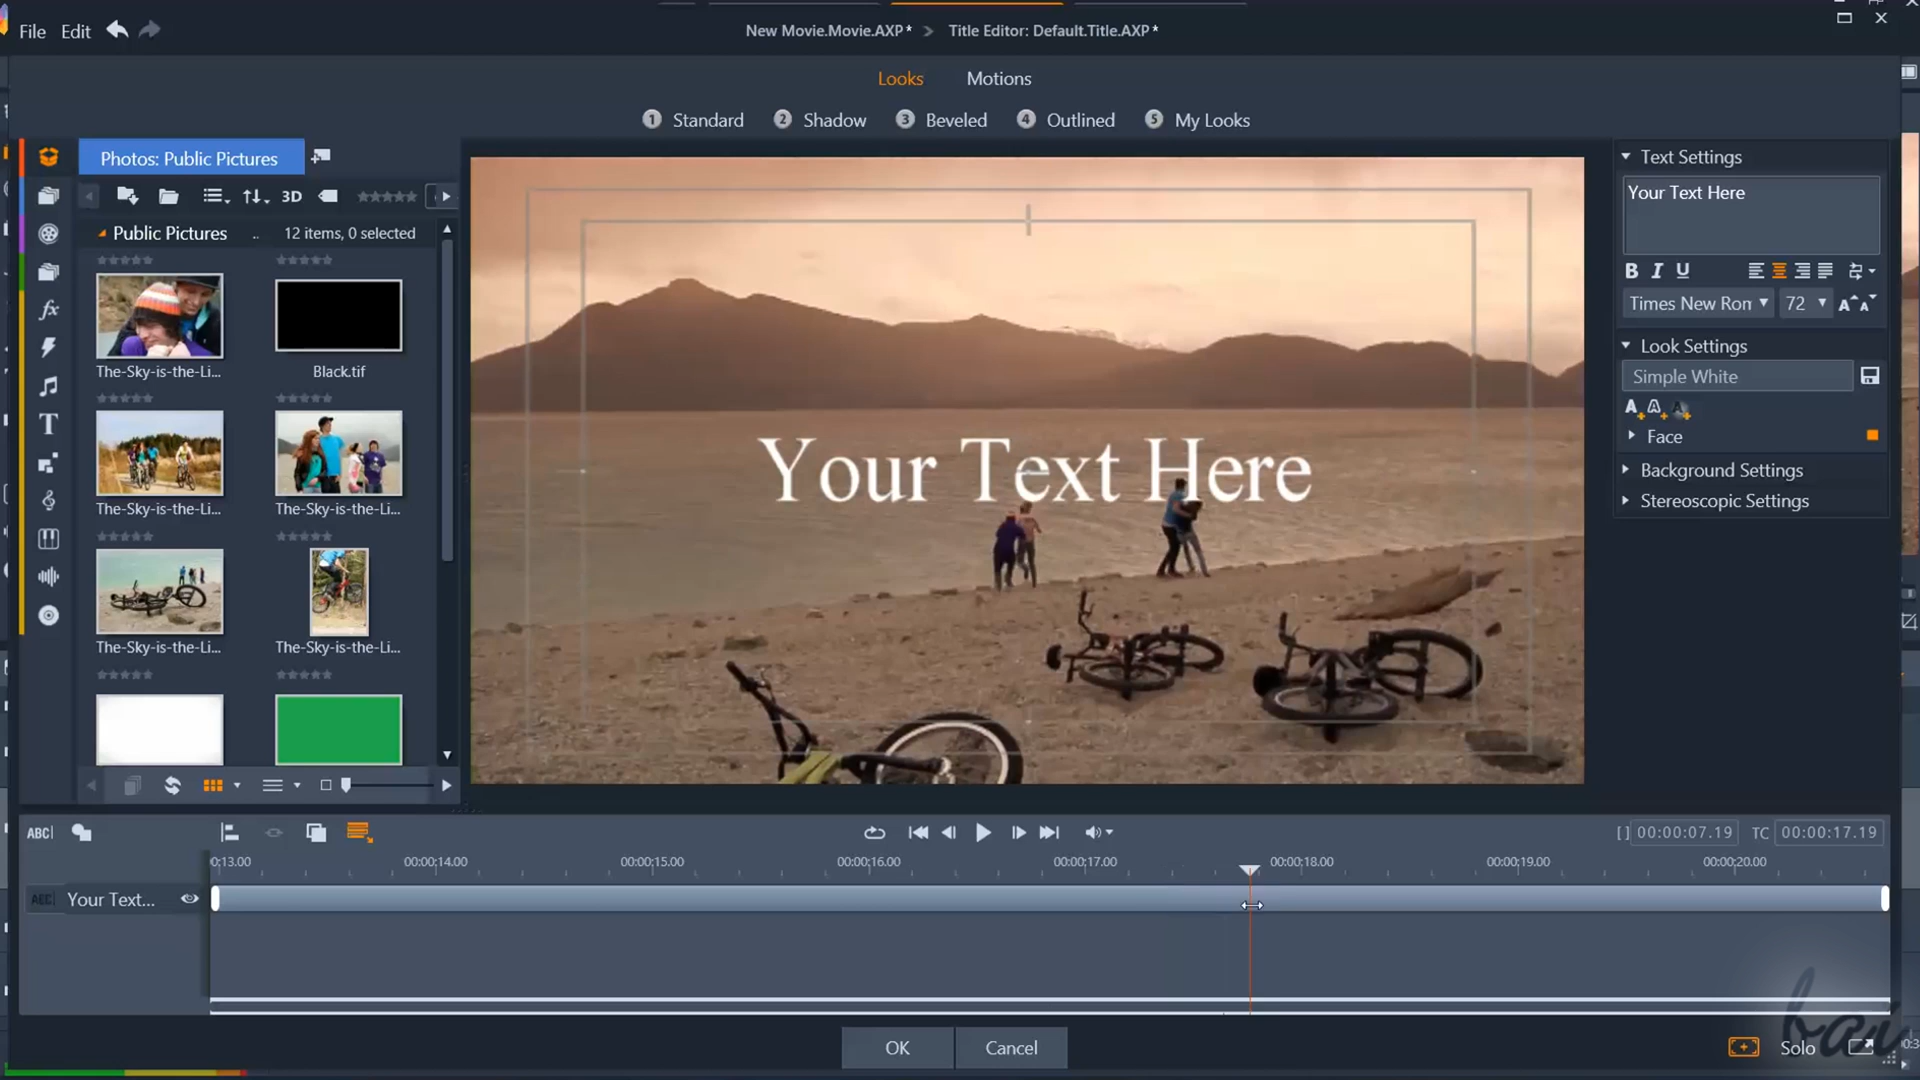 File Edit
New Movie.Movie.AXP* > Title Editor: Default.Title.AXP*
Looks Motions
1 Standard 2 Shadow 3 Beveled 4 Outlined 5 My Looks
Photos: Public Pictures
3D
Public Pictures .. 12 items, 0 selected
The-Sky-is-the-Li...
Black.tif
The-Sky-is-the-Li...
The-Sky-is-the-Li...
The-Sky-is-the-Li...
The-Sky-is-the-Li...
Your Text Here
Text Settings
Your Text Here
B I U
Times New Ron 72
Look Settings
Simple White
Face
Background Settings
Stereoscopic Settings
ABC
[] 00:00:07.19 TC 00:00:17.19
0:13.00 00:00:14.00 00:00:15.00 00:00:16.00 00:00:17.00 00:00:18.00 00:00:19.00 00:00:20.00
ABC Your Text...
OK Cancel
Solo